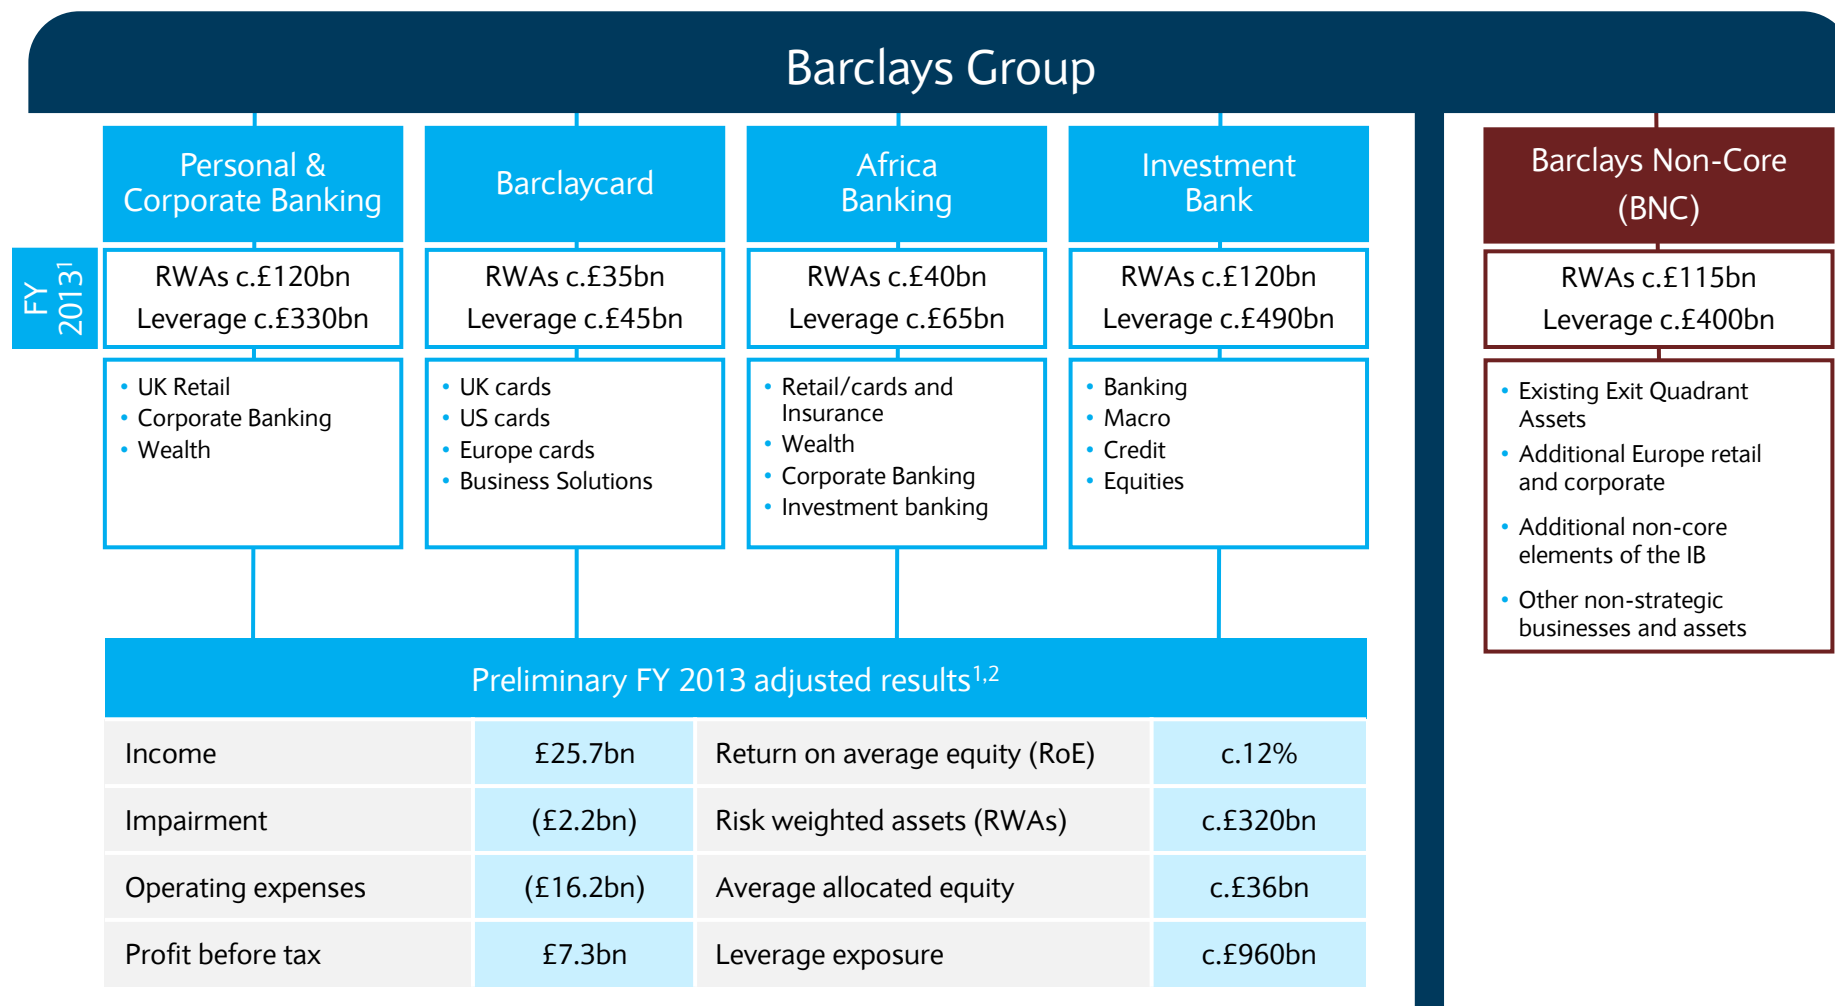 Barclays Group
Personal &
Corporate Banking
Barclaycard
Africa
Banking
Investment
Bank
Barclays Non-Core
(BNC)
FY
2013¹
RWAs c.£120bn
Leverage c.£330bn
RWAs c.£35bn
Leverage c.£45bn
RWAs c.£40bn
Leverage c.£65bn
RWAs c.£120bn
Leverage c.£490bn
RWAs c.£115bn
Leverage c.£400bn
• UK Retail
• Corporate Banking
• Wealth
• UK cards
• US cards
• Europe cards
• Business Solutions
• Retail/cards and
Insurance
• Wealth
• Corporate Banking
• Investment banking
• Banking
• Macro
• Credit
• Equities
• Existing Exit Quadrant
Assets
• Additional Europe retail
and corporate
• Additional non-core
elements of the IB
• Other non-strategic
businesses and assets
Preliminary FY 2013 adjusted results¹,²
Income £25.7bn Return on average equity (RoE) c.12%
Impairment (£2.2bn) Risk weighted assets (RWAs) c.£320bn
Operating expenses (£16.2bn) Average allocated equity c.£36bn
Profit before tax £7.3bn Leverage exposure c.£960bn